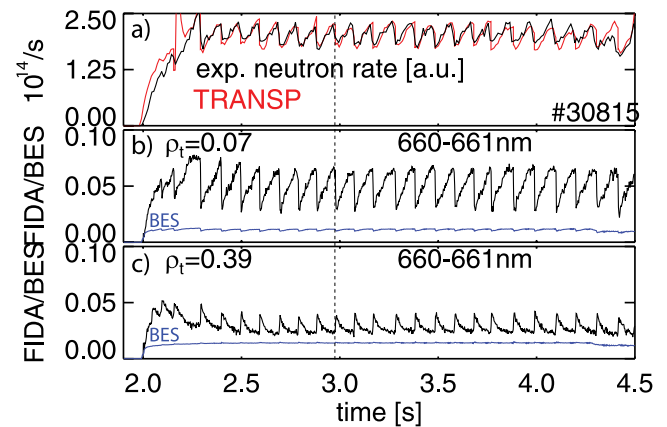 2.50
a)
1.25
10¹⁴/s
exp. neutron rate [a.u.]
TRANSP
0.00
#30815
0.10
b) ρt=0.07 660-661nm
0.05
FIDA/BES
BES
0.00
0.10
c) ρt=0.39 660-661nm
0.05
FIDA/BES
BES
0.00
2.0 2.5 3.0 3.5 4.0 4.5
time [s]